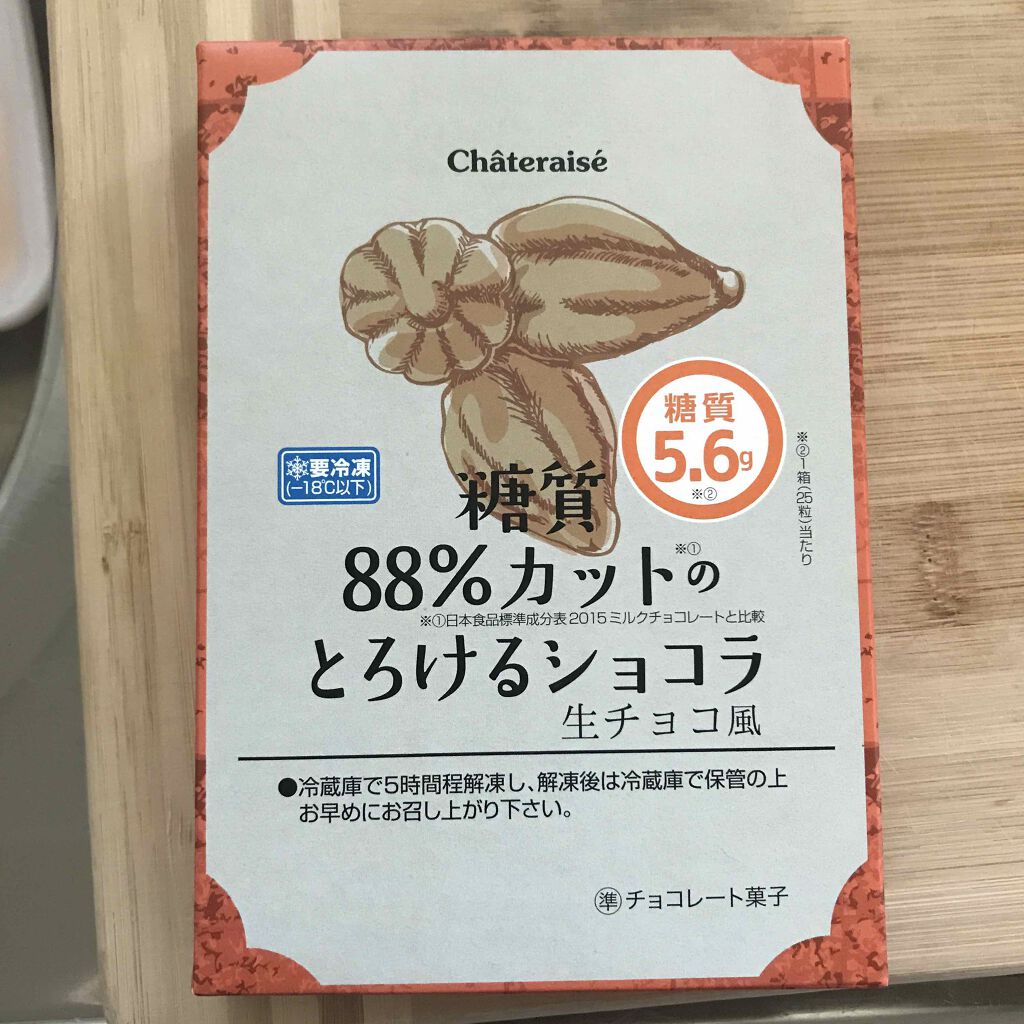 Châteraisé
糖質
5.6g
※②
※②1箱(25粒)当たり
要冷凍
(−18℃以下)
糖質
88%カット※①の
※①日本食品標準成分表2015ミルクチョコレートと比較
とろけるショコラ
生チョコ風
●冷蔵庫で5時間程解凍し、解凍後は冷蔵庫で保管の上
お早めにお召し上がり下さい。
㊜チョコレート菓子